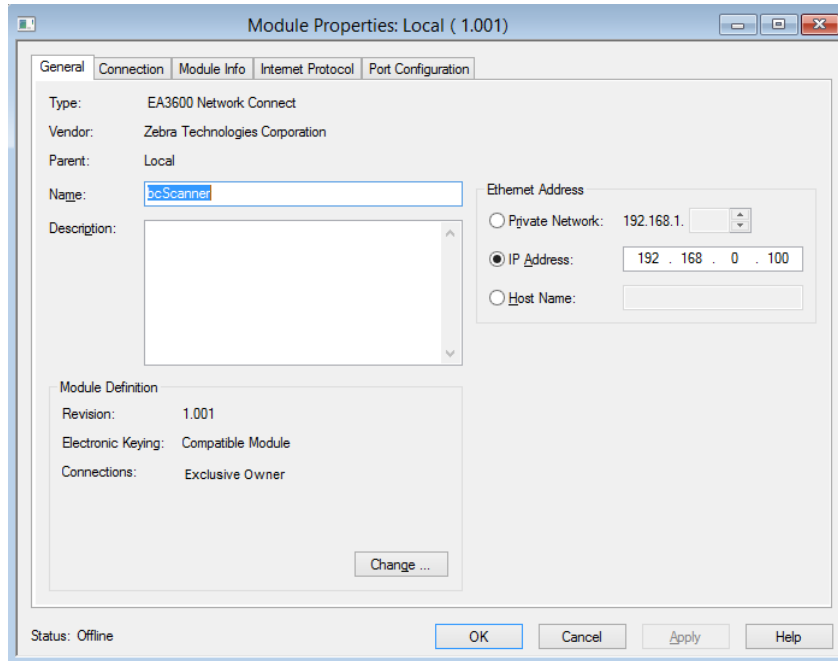 Module Properties: Local ( 1.001)
General Connection Module Info Internet Protocol Port Configuration
Type: EA3600 Network Connect
Vendor: Zebra Technologies Corporation
Parent: Local
Name: bcScanner
Description:
Ethernet Address
Private Network: 192.168.1.
IP Address: 192 . 168 . 0 . 100
Host Name:
Module Definition
Revision: 1.001
Electronic Keying: Compatible Module
Connections: Exclusive Owner
Change ...
Status: Offline OK Cancel Apply Help